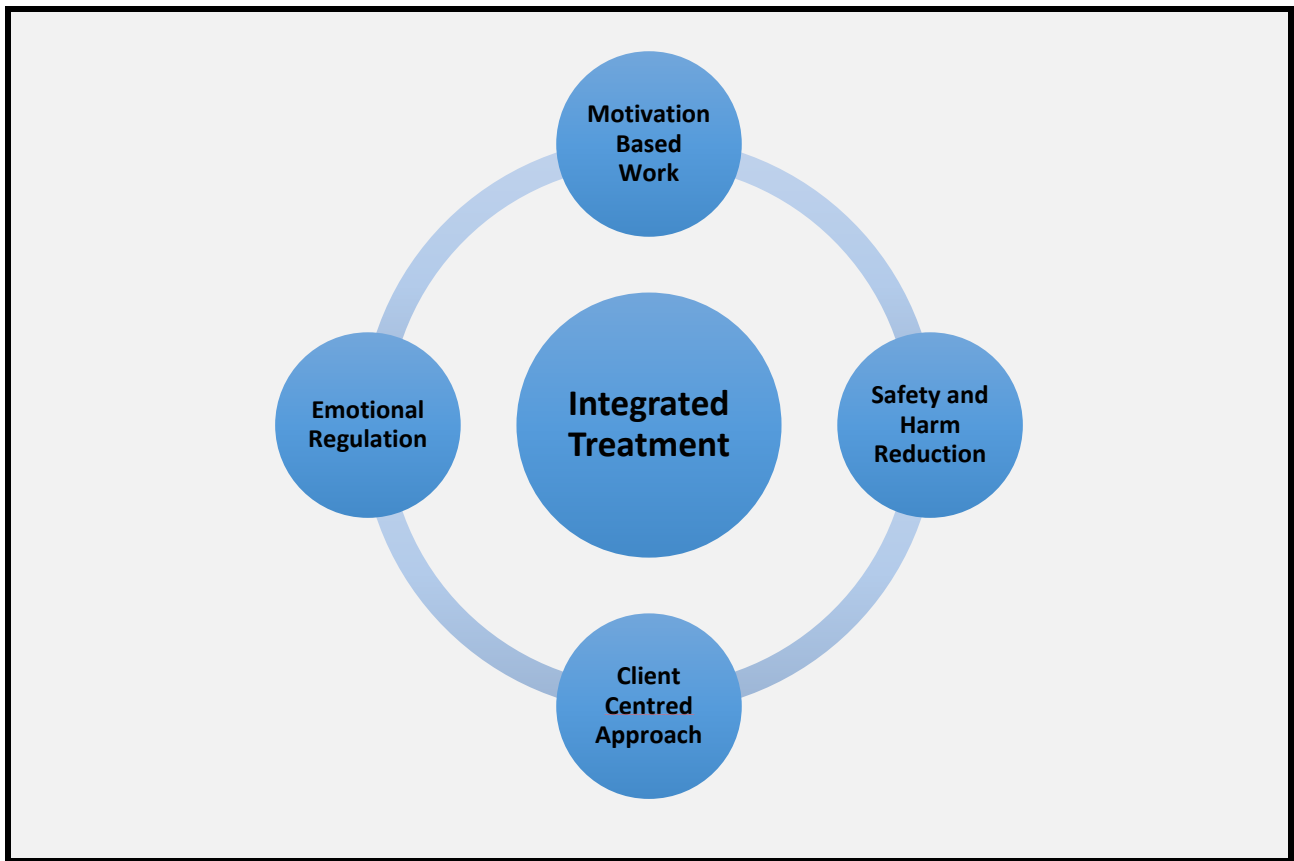 Motivation
Based
Work
Emotional
Regulation
Integrated
Treatment
Safety and
Harm
Reduction
Client
Centred
Approach